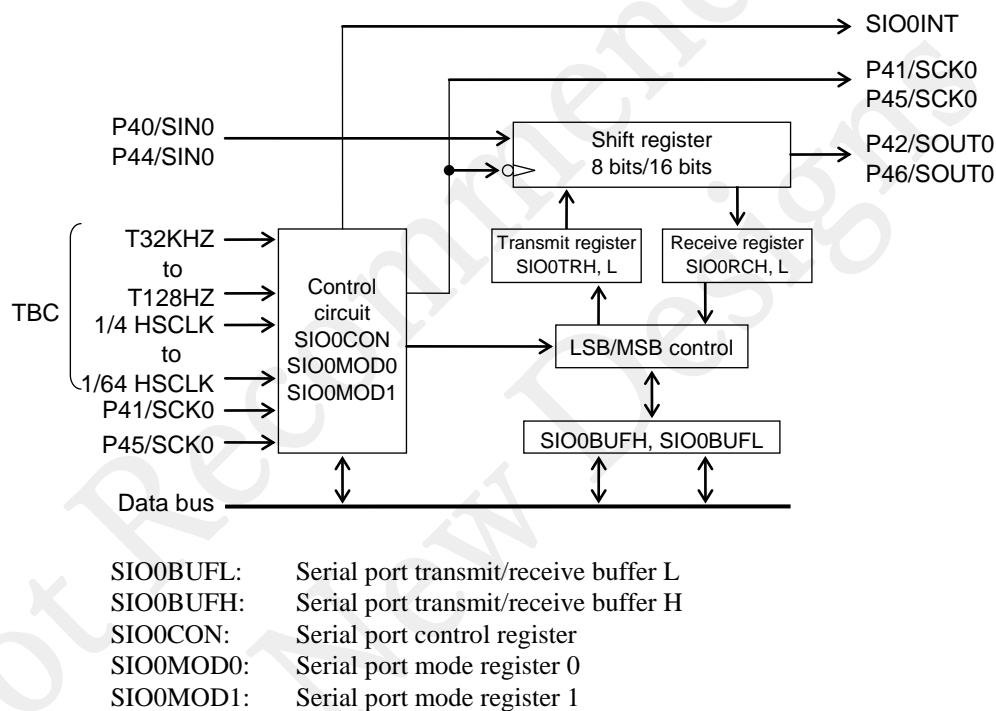 SIO0INT
P41/SCK0
P45/SCK0
P40/SIN0
P44/SIN0
Shift register
8 bits/16 bits
P42/SOUT0
P46/SOUT0
TBC
T32KHZ
to
T128HZ
1/4 HSCLK
to
1/64 HSCLK
P41/SCK0
P45/SCK0
Control
circuit
SIO0CON
SIO0MOD0
SIO0MOD1
Transmit register
SIO0TRH, L
Receive register
SIO0RCH, L
LSB/MSB control
SIO0BUFH, SIO0BUFL
Data bus
SIO0BUFL: Serial port transmit/receive buffer L
SIO0BUFH: Serial port transmit/receive buffer H
SIO0CON: Serial port control register
SIO0MOD0: Serial port mode register 0
SIO0MOD1: Serial port mode register 1
New Designs